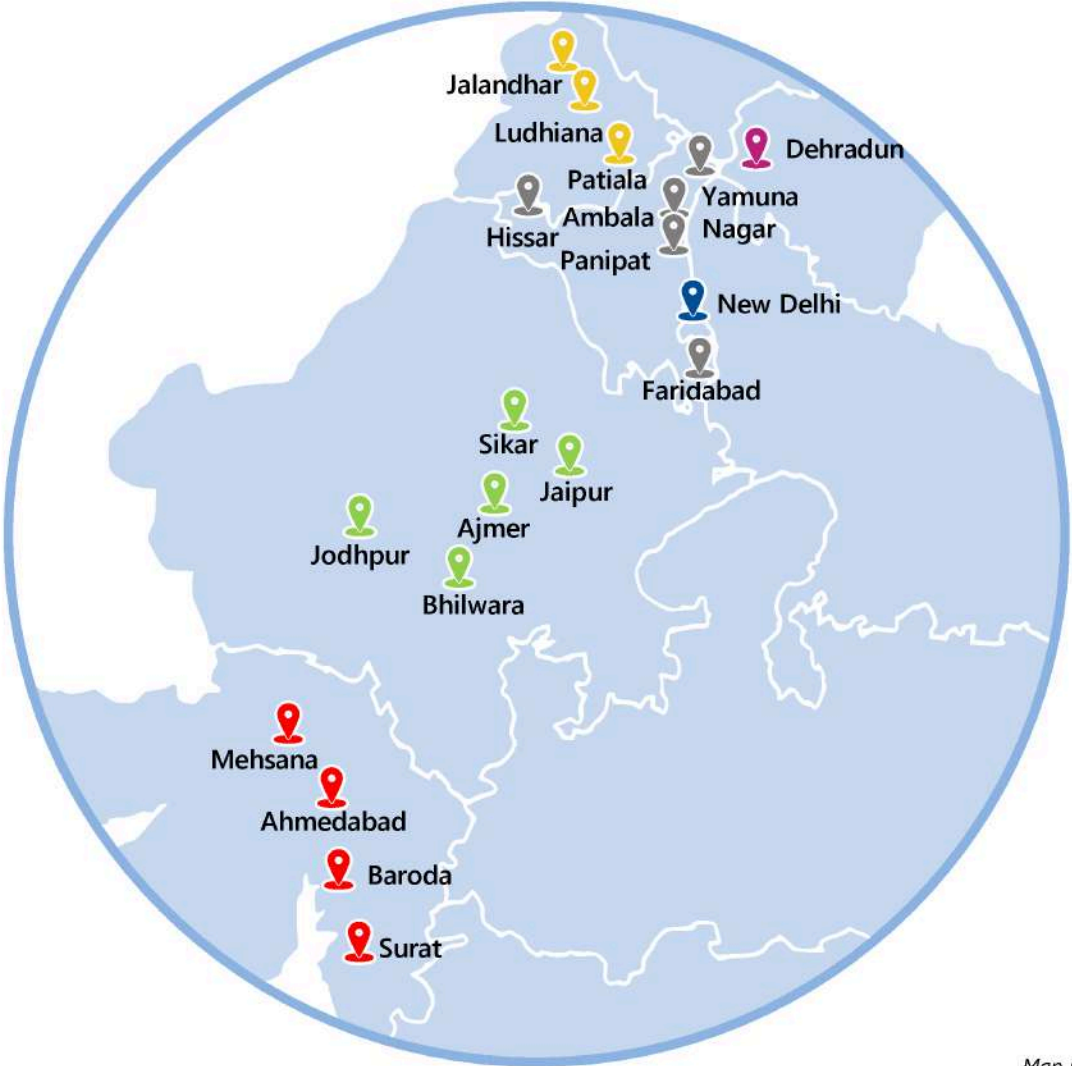 Jalandhar
Ludhiana
Dehradun
Patiala
Yamuna
Nagar
Ambala
Hissar
Panipat
New Delhi
Faridabad
Sikar
Jaipur
Ajmer
Jodhpur
Bhilwara
Mehsana
Ahmedabad
Baroda
Surat